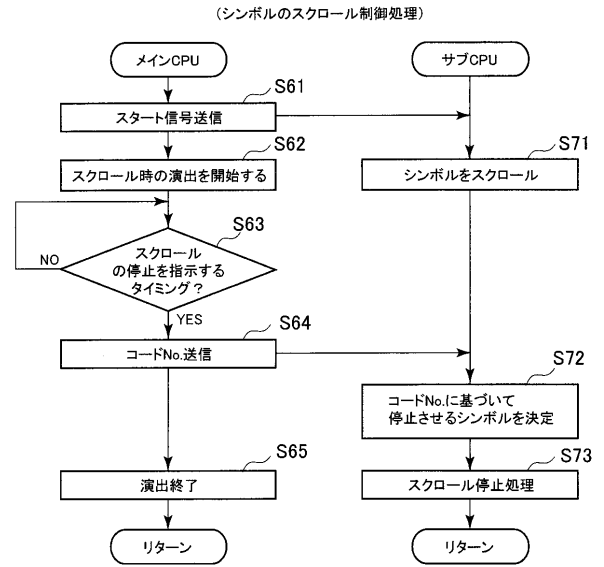 (シンボルのスクロール制御処理)
メインCPU
サブCPU
S61
スタート信号送信
S62
スクロール時の演出を開始する
S71
シンボルをスクロール
S63
スクロール
の停止を指示する
タイミング?
NO
YES
S64
コードNo.送信
S72
コードNo.に基づいて
停止させるシンボルを決定
S65
演出終了
S73
スクロール停止処理
リターン
リターン